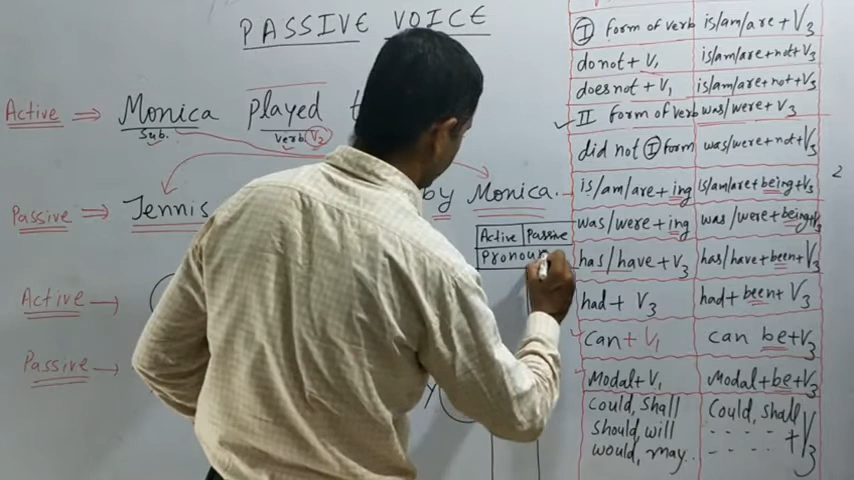 PASSIVE VOICE
Active ⇒ Monica played t
Sub. verb V2
Passive ⇒ Tennis by Monica.
Active →
Passive →
Active Passive
Pronoun
I form of verb is/am/are + V3
do not + V1 is/am/are + not + V3
does not + V1 is/am/are + not + V3
✓ II form of verb was/were + V3
did not I form was/were + not + V3
is/am/are + ing is/am/are + being + V3
was/were + ing was/were + being + V3
has/have + V3 has/have + been + V3
had + V3 had + been + V3
can + V1 can be + V3
Modal + V1 Modal + be + V3
could, shall Could, shall
should, will - - - - - + V3
would, may.. - - - - -
2